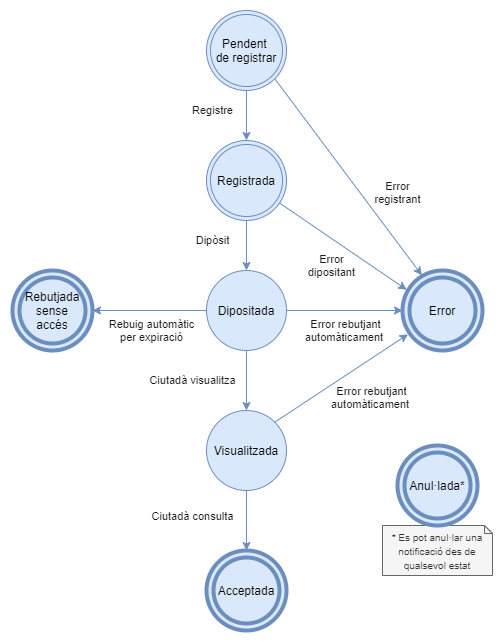 Pendent
de registrar
Registre
Error
registrant
Registrada
Dipòsit
Error
dipositant
Rebutjada
sense
accés
Rebuig automàtic
per expiració
Dipositada
Error rebutjant
automàticament
Error
Ciutadà visualitza
Error rebutjant
automàticament
Visualitzada
Anul·lada*
Ciutadà consulta
* Es pot anul·lar una
notificació des de
qualsevol estat
Acceptada